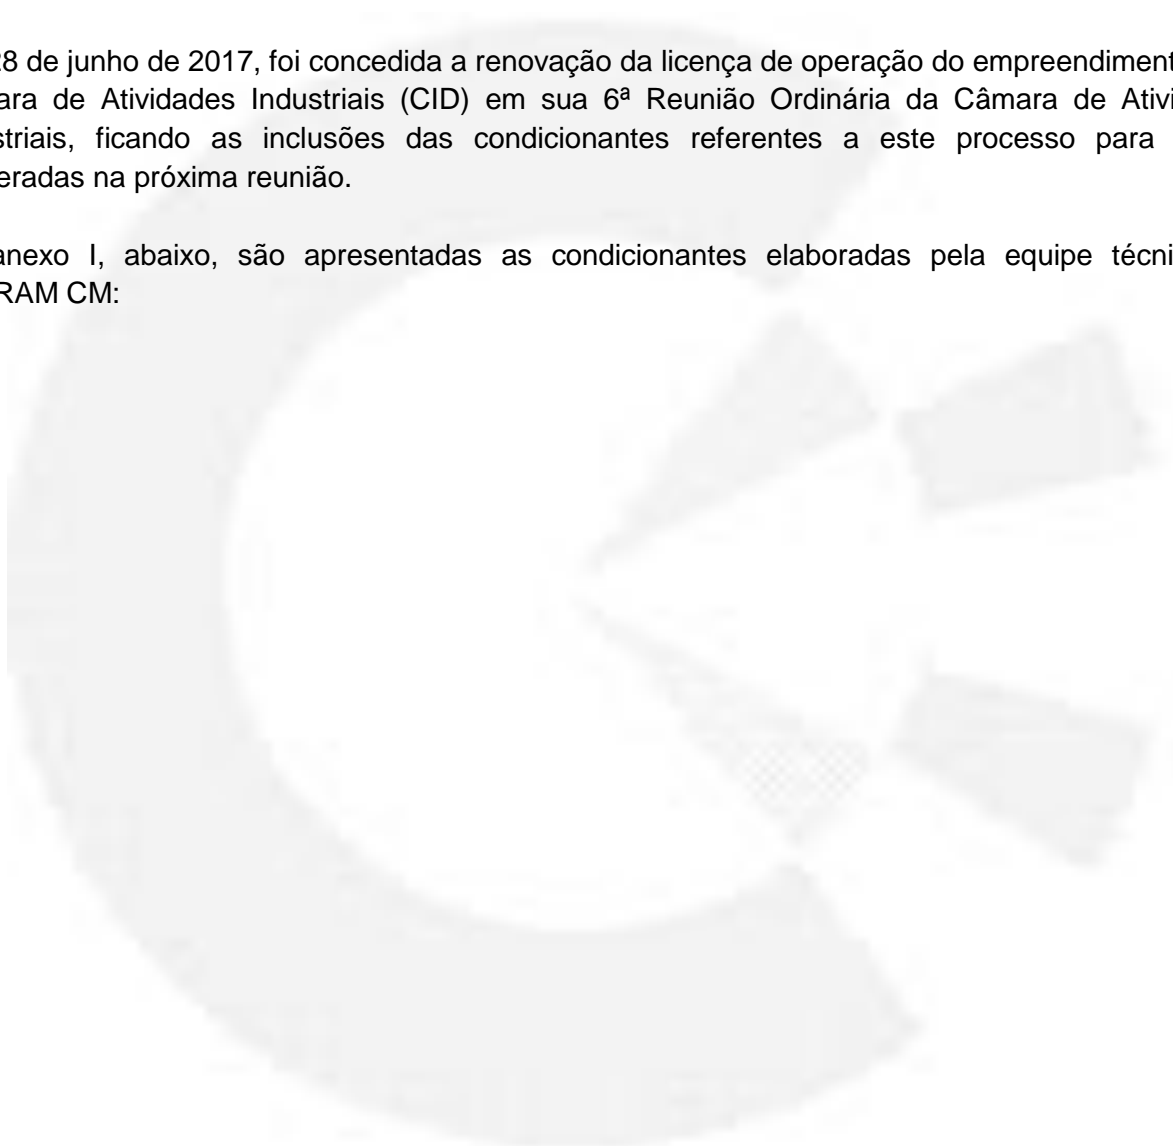 28 de junho de 2017, foi concedida a renovação da licença de operação do empreendiment
ara de Atividades Industriais (CID) em sua 6ª Reunião Ordinária da Câmara de Ativi
striais, ficando as inclusões das condicionantes referentes a este processo para
eradas na próxima reunião.
anexo I, abaixo, são apresentadas as condicionantes elaboradas pela equipe técni
RAM CM: